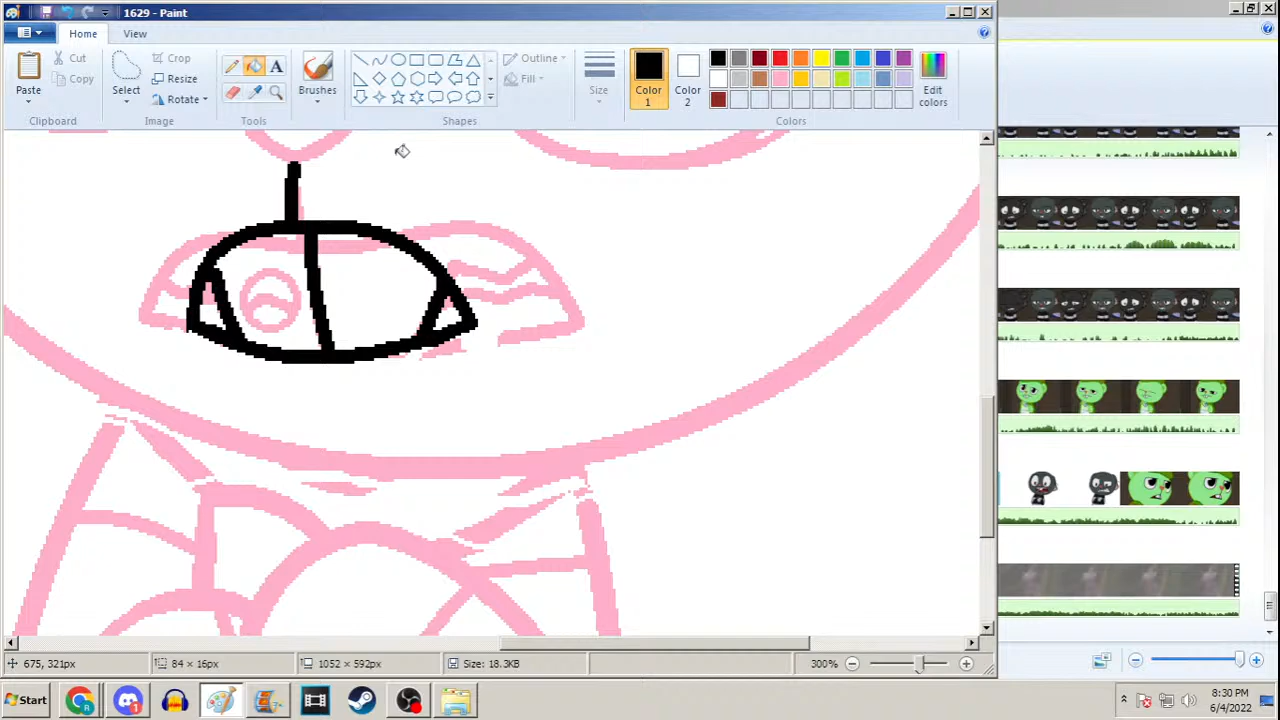 1629 - Paint
Home View
Cut
Copy
Paste
Clipboard
Crop
Resize
Rotate
Select
Image
A
Tools
Brushes
Outline
Fill
Shapes
Size
Color 1
Color 2
Edit colors
Colors
675, 321px
84 × 16px
1052 × 592px
Size: 18.3KB
300%
Start
8:30 PM
6/4/2022